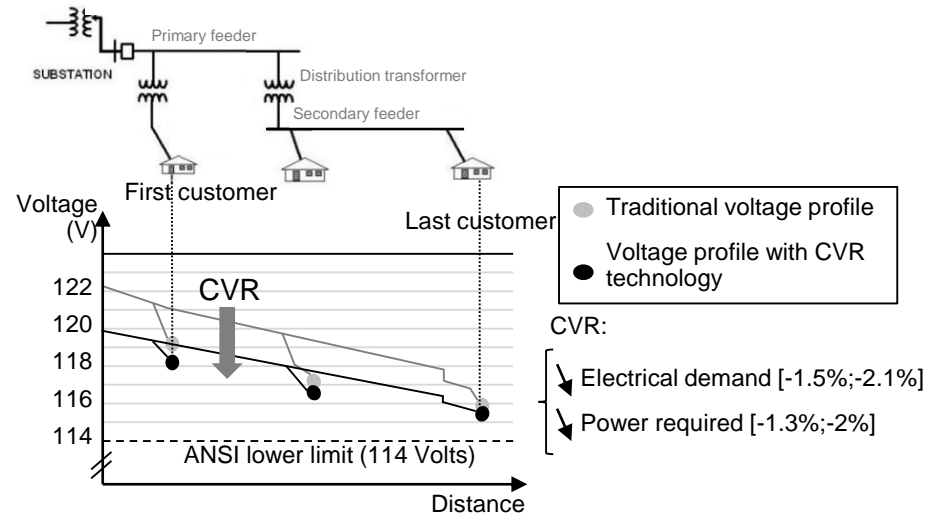 Primary feeder
SUBSTATION
Distribution transformer
Secondary feeder
First customer
Last customer
Voltage
(V)
122
120
118
116
114
CVR
ANSI lower limit (114 Volts)
Distance
Traditional voltage profile
Voltage profile with CVR
technology
CVR:
Electrical demand [-1.5%;-2.1%]
Power required [-1.3%;-2%]